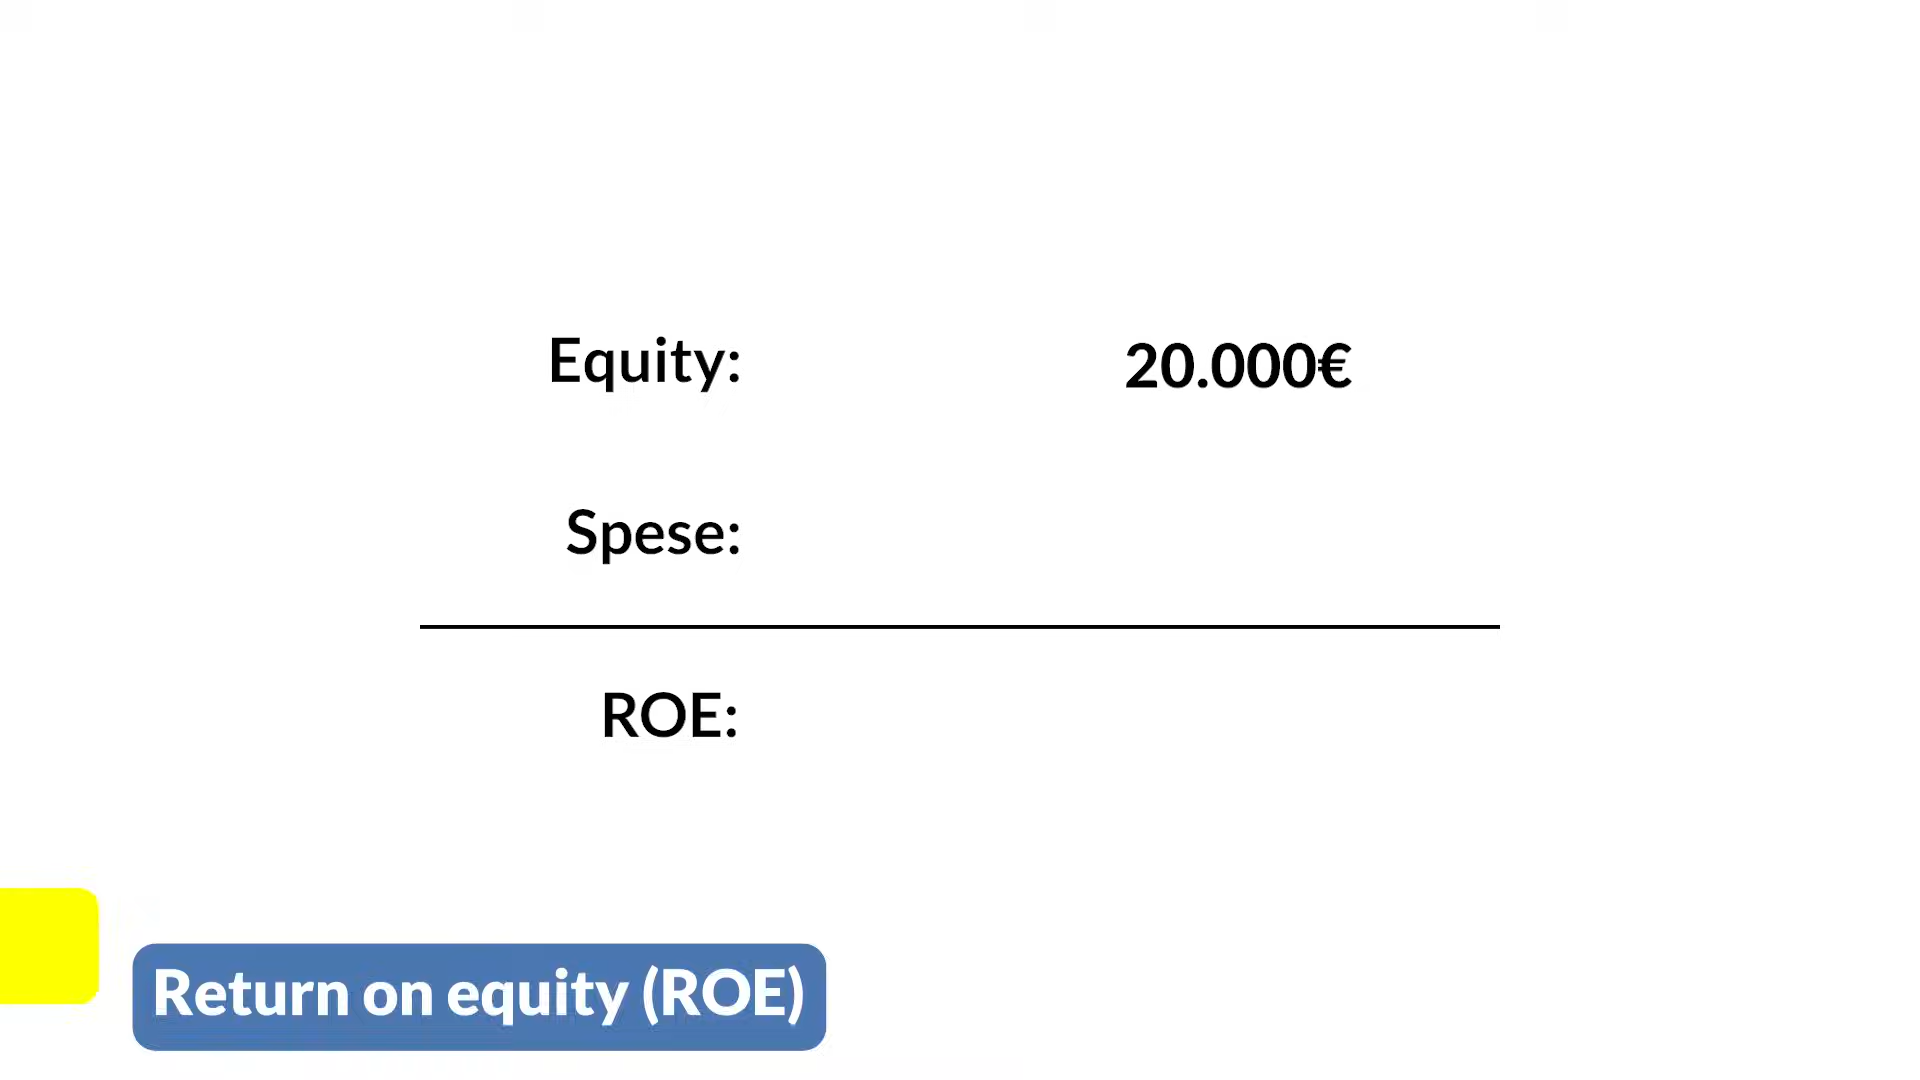 Equity: 20.000€
Spese:
ROE:
Return on equity (ROE)